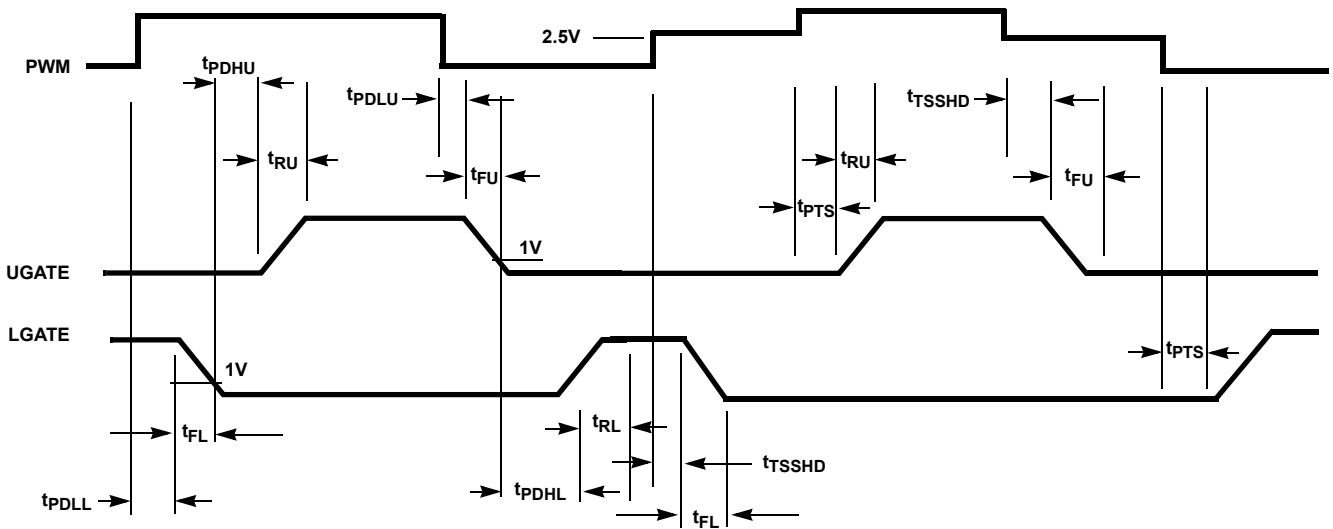 2.5V
PWM
tPDHU
tPDLU
tTSSHD
tRU
tFU
tRU
tFU
tPTS
1V
UGATE
LGATE
tPTS
1V
tFL
tRL
tTSSHD
tPDLL
tPDHL
tFL